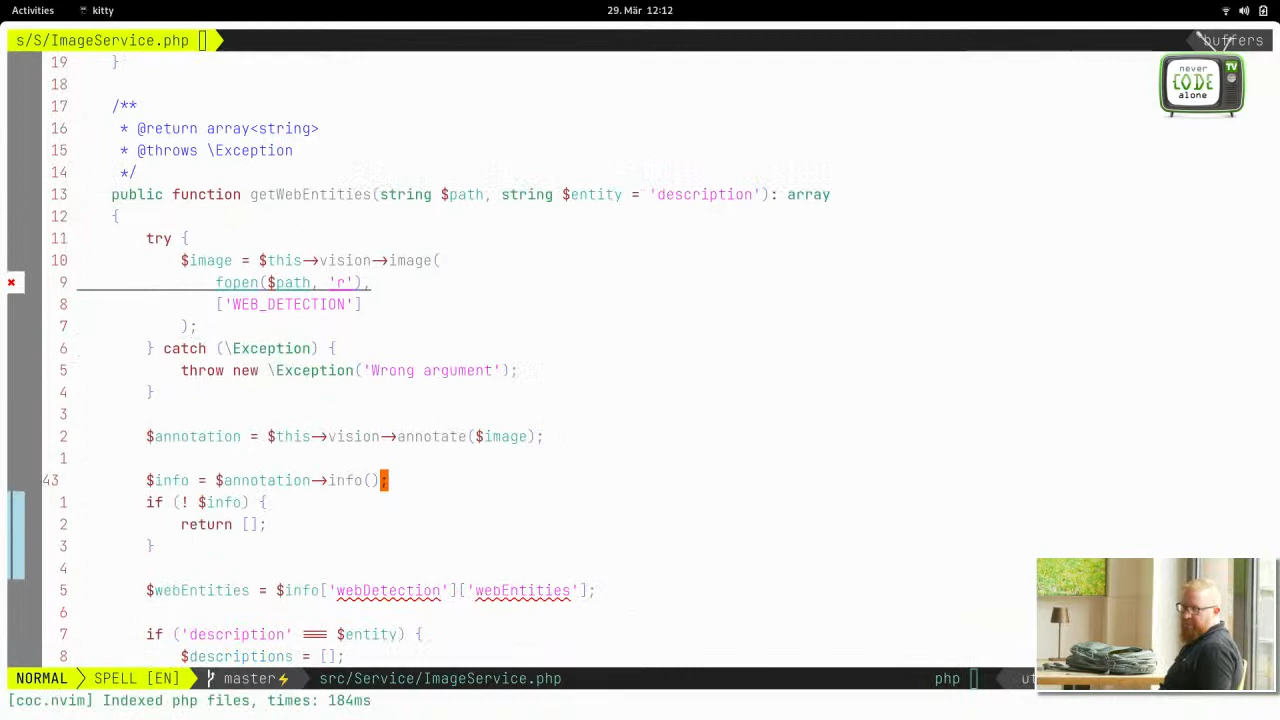 Activities kitty 29. Mär 12:12
s/S/ImageService.php buffers
never
CODE
alone
TV
19 }
18
17 /**
16 * @return array<string>
15 * @throws \Exception
14 */
13 public function getWebEntities(string $path, string $entity = 'description'): array
12 {
11 try {
10 $image = $this->vision->image(
9 fopen($path, 'r'),
8 ['WEB_DETECTION']
7 );
6 } catch (\Exception) {
5 throw new \Exception('Wrong argument');
4 }
3
2 $annotation = $this->vision->annotate($image);
1
43 $info = $annotation->info();
1 if (! $info) {
2 return [];
3 }
4
5 $webEntities = $info['webDetection']['webEntities'];
6
7 if ('description' === $entity) {
8 $descriptions = [];
NORMAL SPELL [EN] master⚡ src/Service/ImageService.php php
[coc.nvim] Indexed php files, times: 184ms